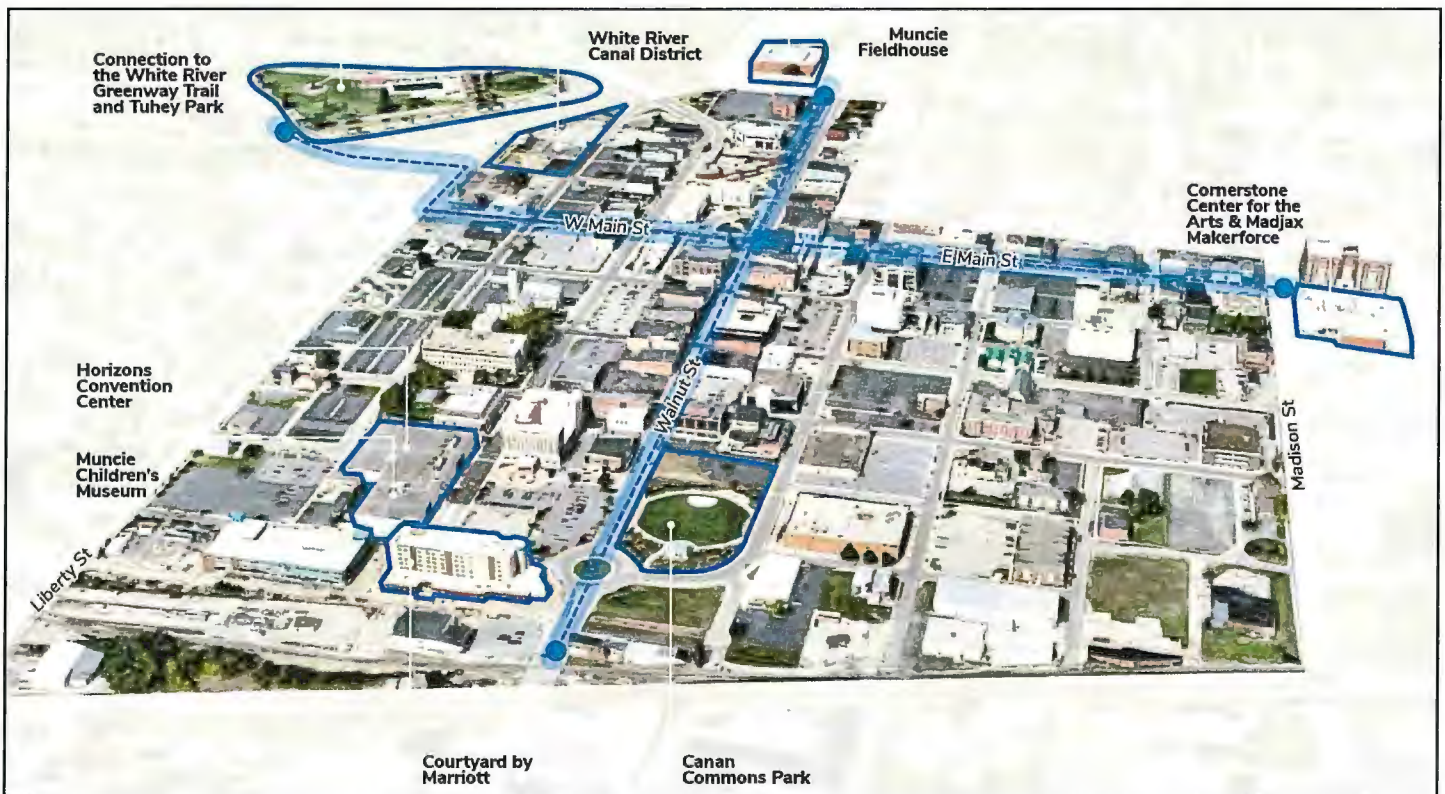 Connection to
the White River
Greenway Trail
and Tuhey Park
White River
Canal District
Muncie
Fieldhouse
Cornerstone
Center for the
Arts & Madjax
Makerforce
W Main St
E Main St
Walnut St
Horizons
Convention
Center
Muncie
Children's
Museum
Liberty St
Madison St
Courtyard by
Marriott
Canan
Commons Park